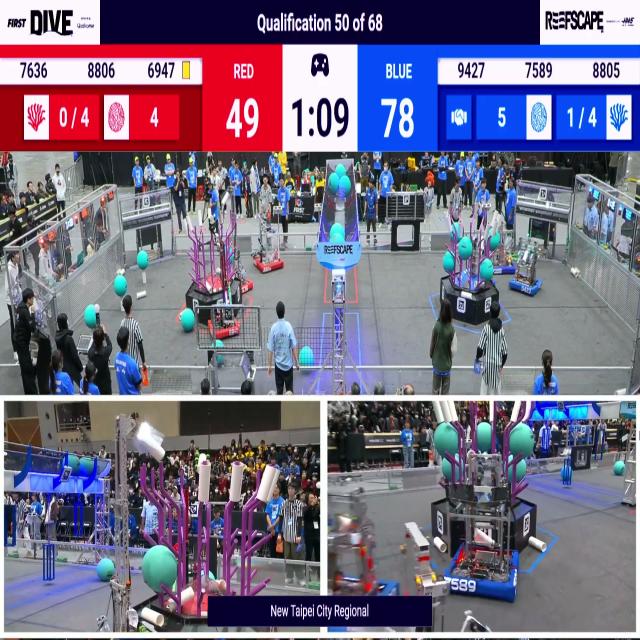 FIRST DIVE
Qualification 50 of 68
REEFSCAPE
7636 8806 6947
RED
BLUE
9427 7589 8805
0 / 4
4
49
1:09
78
5
1 / 4
REEFSCAPE
589
New Taipei City Regional